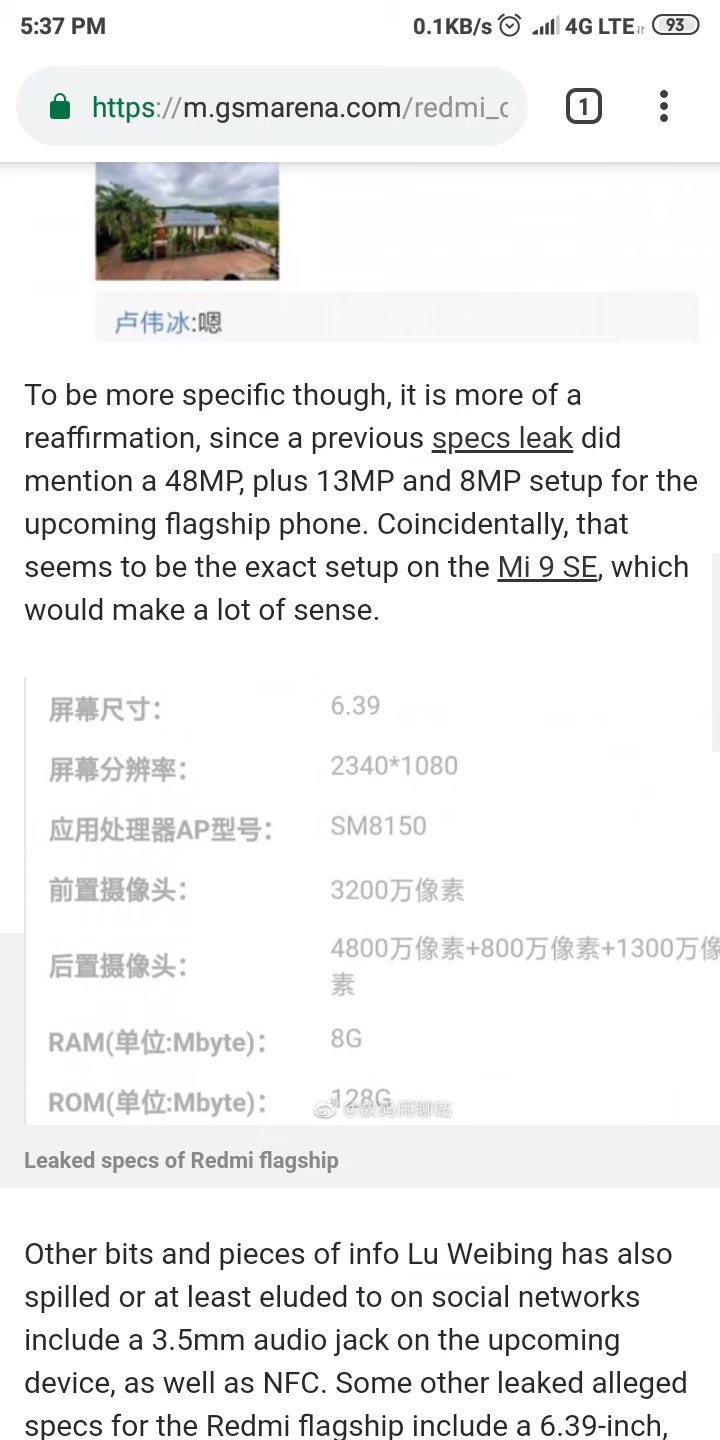 5:37 PM
0.1KB/s 4G LTE 93
https://m.gsmarena.com/redmi_c
1
卢伟冰:嗯
To be more specific though, it is more of a
reaffirmation, since a previous specs leak did
mention a 48MP, plus 13MP and 8MP setup for the
upcoming flagship phone. Coincidentally, that
seems to be the exact setup on the Mi 9 SE, which
would make a lot of sense.
屏幕尺寸： 6.39
屏幕分辨率： 2340*1080
应用处理器AP型号： SM8150
前置摄像头： 3200万像素
后置摄像头： 4800万像素+800万像素+1300万像
素
RAM(单位:Mbyte)： 8G
ROM(单位:Mbyte)： 128G
@数码闲聊站
Leaked specs of Redmi flagship
Other bits and pieces of info Lu Weibing has also
spilled or at least eluded to on social networks
include a 3.5mm audio jack on the upcoming
device, as well as NFC. Some other leaked alleged
specs for the Redmi flagship include a 6.39-inch,